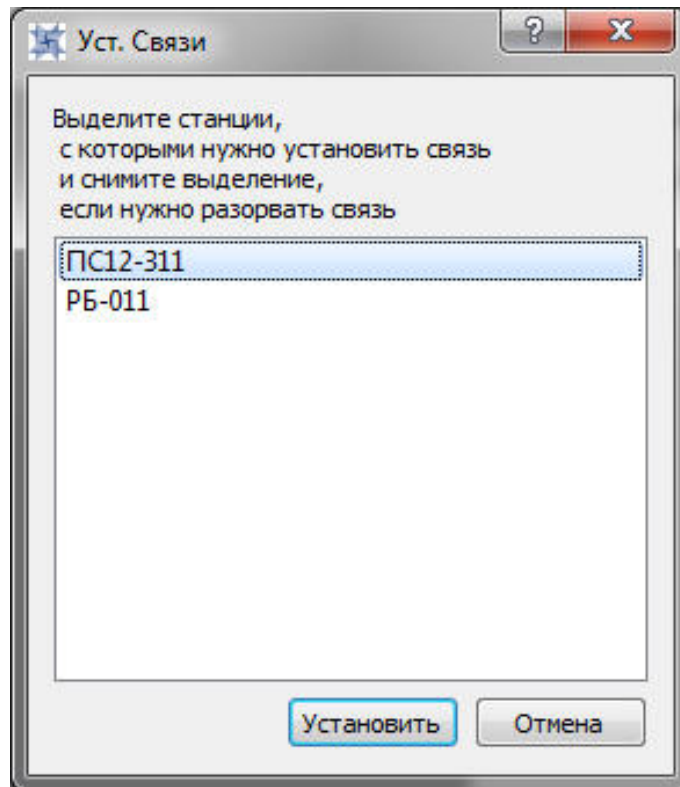 Уст. Связи
Выделите станции,
с которыми нужно установить связь
и снимите выделение,
если нужно разорвать связь
ПС12-311
РБ-011
Установить
Отмена